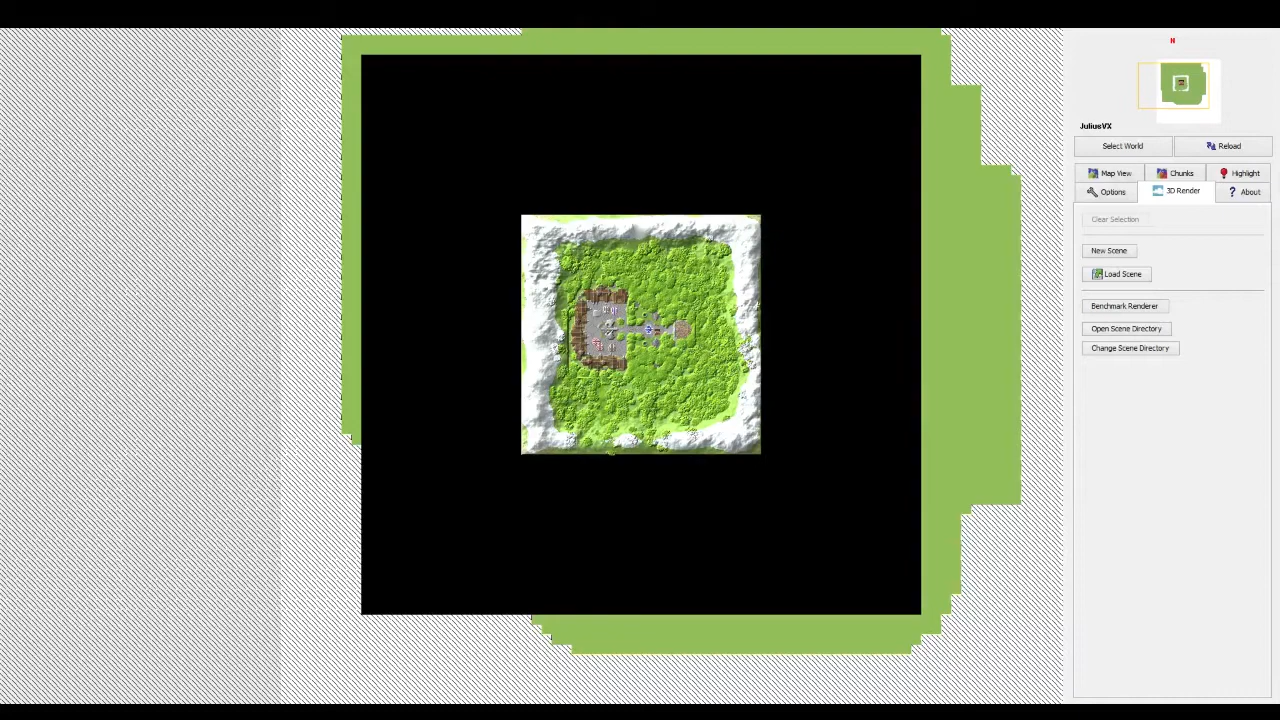 N
JuliusVX
Select World
Reload
Map View
Chunks
Highlight
Options
3D Render
? About
Clear Selection
New Scene
Load Scene
Benchmark Renderer
Open Scene Directory
Change Scene Directory